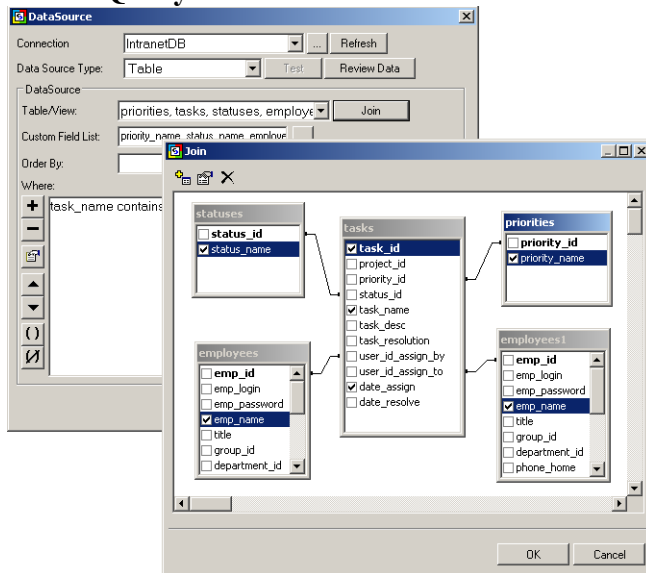 DataSource
Connection
IntranetDB
...
Refresh
Data Source Type:
Table
Test
Review Data
DataSource
Table/View:
priorities, tasks, statuses, employe
Join
Custom Field List:
priority_name, status_name, employe
Order By:
Where:
task_name contains
Join
statuses
status_id
status_name
tasks
task_id
project_id
priority_id
status_id
task_name
task_desc
task_resolution
user_id_assign_by
user_id_assign_to
date_assign
date_resolve
priorities
priority_id
priority_name
employees
emp_id
emp_login
emp_password
emp_name
title
group_id
department_id
employees1
emp_id
emp_login
emp_password
emp_name
title
group_id
department_id
phone_home
OK
Cancel